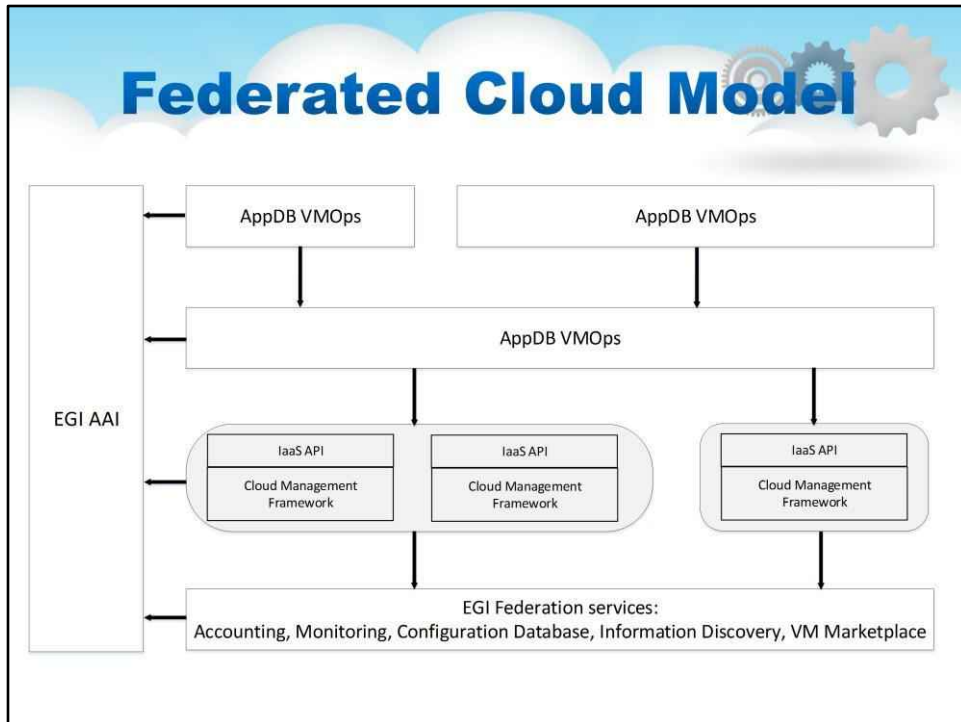 Federated Cloud Model
AppDB VMOps
AppDB VMOps
AppDB VMOps
EGI AAI
IaaS API
Cloud Management
Framework
IaaS API
Cloud Management
Framework
IaaS API
Cloud Management
Framework
EGI Federation services:
Accounting, Monitoring, Configuration Database, Information Discovery, VM Marketplace